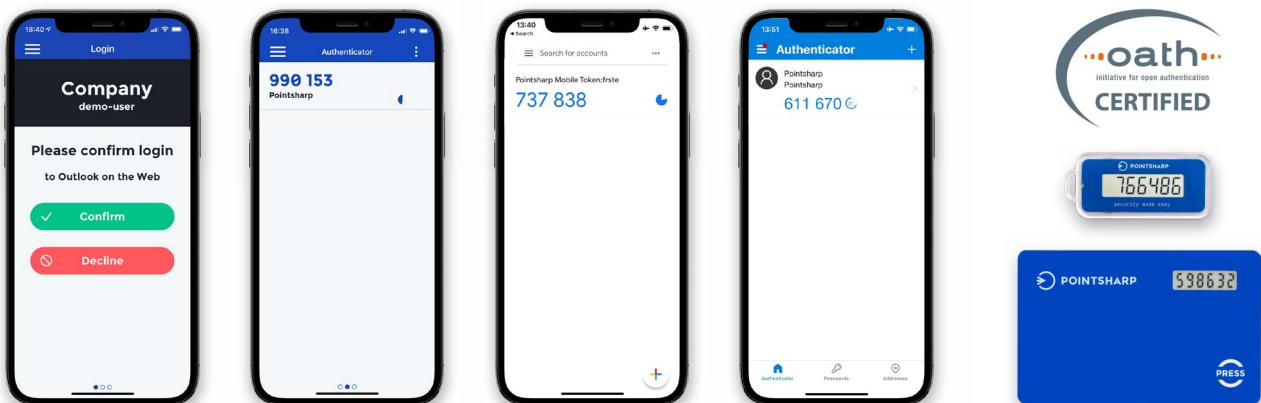 18:40
Login
Company
demo-user
Please confirm login
to Outlook on the Web
Confirm
Decline
16:38
Authenticator
990 153
Pointsharp
13:40
Search
Search for accounts
Pointsharp Mobile Token:frste
737 838
13:51
Authenticator
Pointsharp
Pointsharp
611 670
Authenticator
Passwords
Addresses
oath
initiative for open authentication
CERTIFIED
POINTSHARP
766486
security made easy
POINTSHARP
598632
PRESS